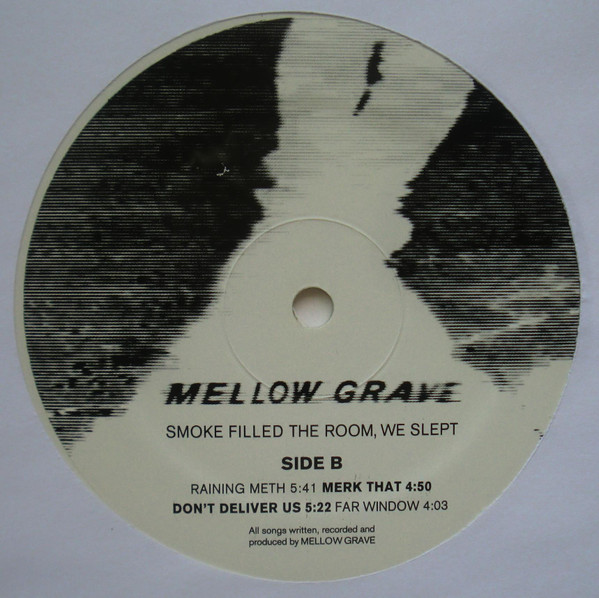 MELLOW GRAVE
SMOKE FILLED THE ROOM, WE SLEPT
SIDE B
RAINING METH 5:41 MERK THAT 4:50
DON'T DELIVER US 5:22 FAR WINDOW 4:03
All songs written, recorded and
produced by MELLOW GRAVE